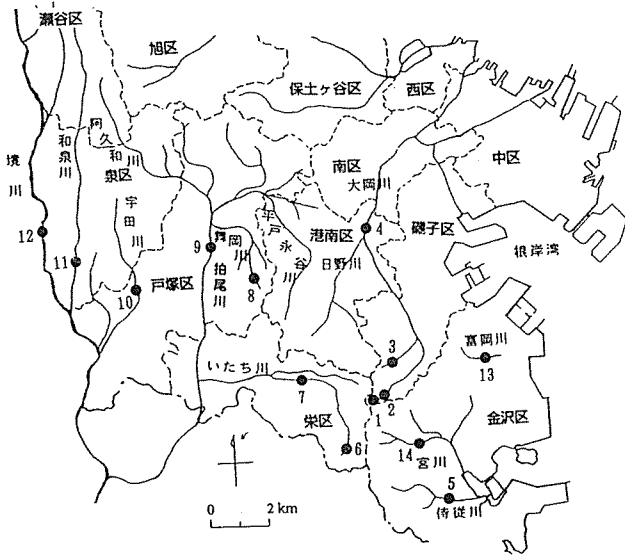 瀬谷区
旭区
保土ヶ谷区
西区
中区
南区
大岡川
阿久和川
和泉川
泉区
宇田川
境川
12
11
10
戸塚区
9
柏尾川
舞岡川
8
平戸永谷川
港南区
日野川
4
磯子区
根岸湾
3
富岡川
13
いたち川
7
2
1
栄区
6
金沢区
14
宮川
5
侍従川
0 2 km